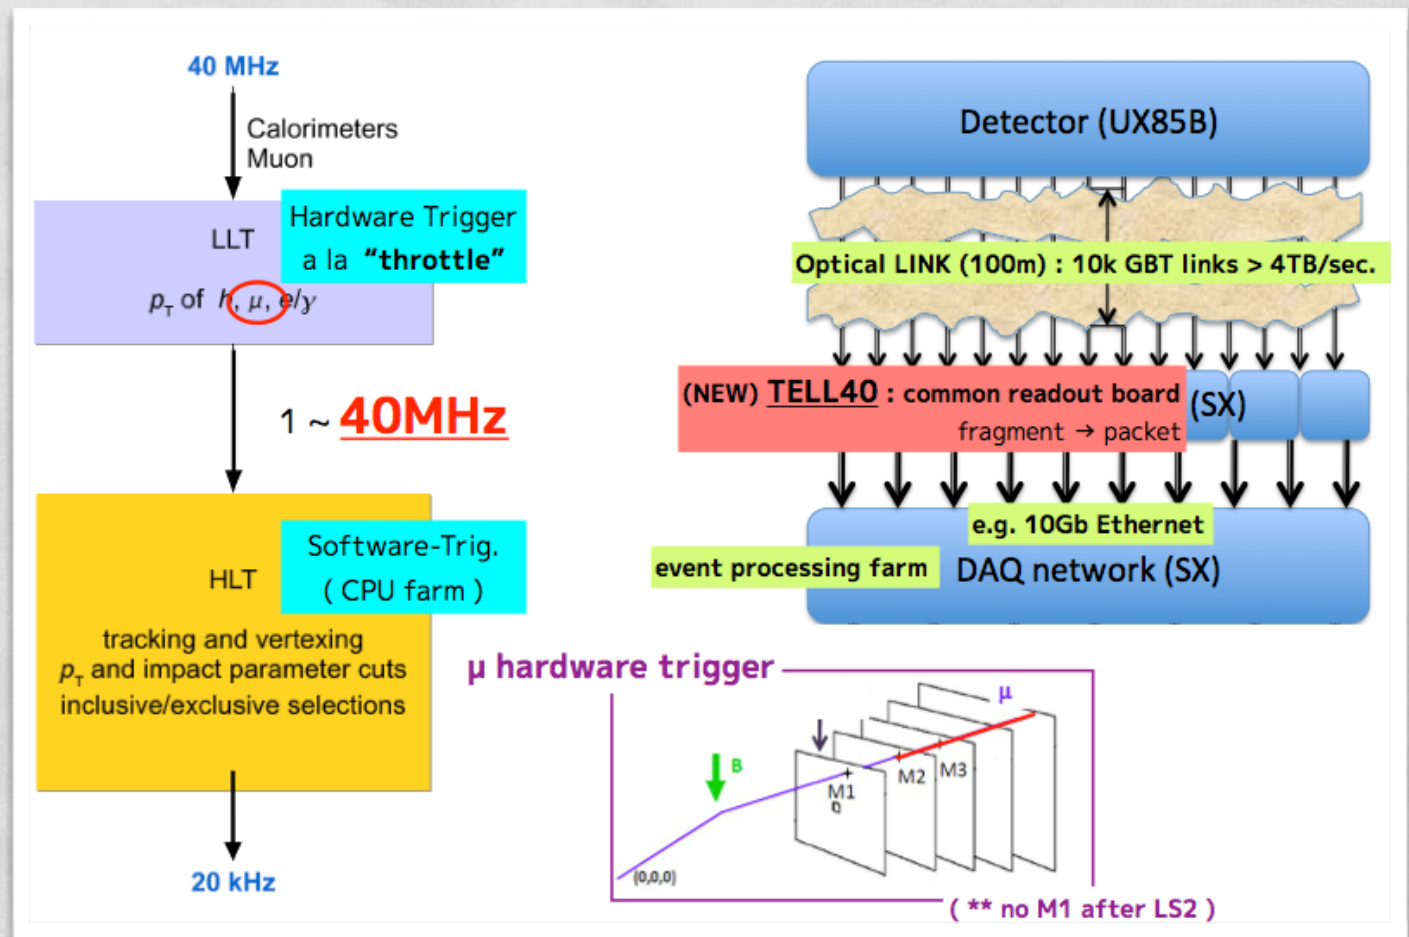 40 MHz
Calorimeters
Muon
LLT
Hardware Trigger
a la “throttle”
pT of h, μ, e/γ
1 ~ 40MHz
HLT
Software-Trig.
( CPU farm )
tracking and vertexing
pT and impact parameter cuts
inclusive/exclusive selections
20 kHz
Detector (UX85B)
Optical LINK (100m) : 10k GBT links > 4TB/sec.
(NEW) TELL40 : common readout board
fragment → packet
(SX)
e.g. 10Gb Ethernet
event processing farm
DAQ network (SX)
μ hardware trigger
μ
B
M1
M2
M3
(0,0,0)
( ** no M1 after LS2 )